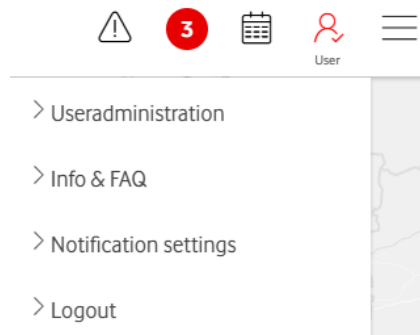 3
User
Useradministration
Info & FAQ
Notification settings
Logout